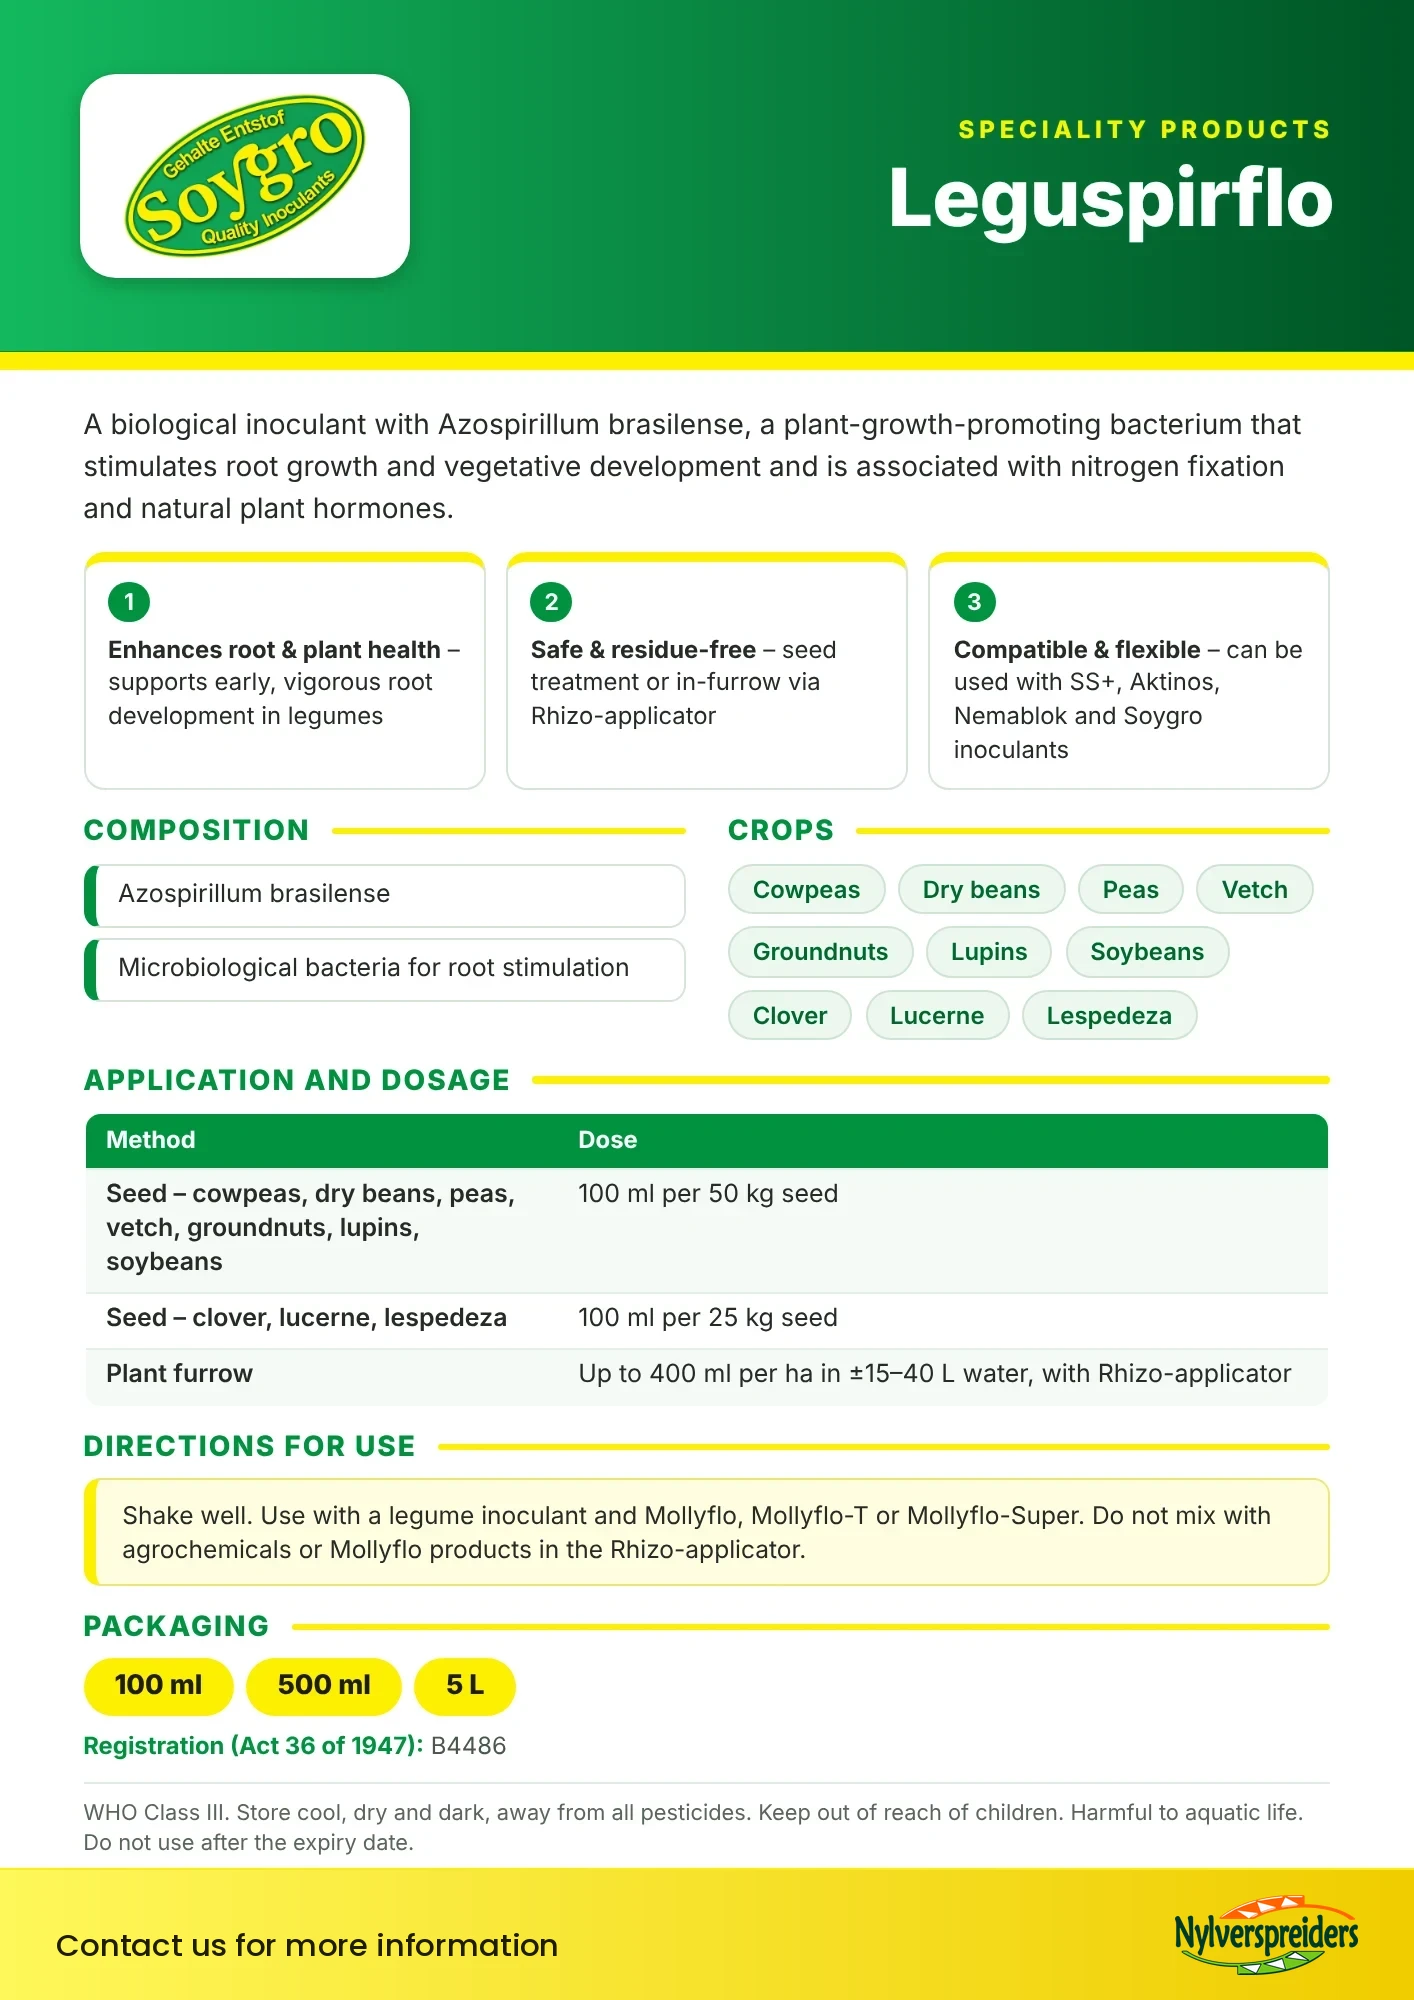 Gehalte Entstof
Soygro
Quality Inoculants
SPECIALITY PRODUCTS
Leguspirflo
A biological inoculant with Azospirillum brasilense, a plant-growth-promoting bacterium that
stimulates root growth and vegetative development and is associated with nitrogen fixation
and natural plant hormones.
1
Enhances root & plant health –
supports early, vigorous root
development in legumes
2
Safe & residue-free – seed
treatment or in-furrow via
Rhizo-applicator
3
Compatible & flexible – can be
used with SS+, Aktinos,
Nemablok and Soygro
inoculants
COMPOSITION
Azospirillum brasilense
Microbiological bacteria for root stimulation
CROPS
Cowpeas Dry beans Peas Vetch
Groundnuts Lupins Soybeans
Clover Lucerne Lespedeza
APPLICATION AND DOSAGE
Method Dose
Seed – cowpeas, dry beans, peas, 100 ml per 50 kg seed
vetch, groundnuts, lupins,
soybeans
Seed – clover, lucerne, lespedeza 100 ml per 25 kg seed
Plant furrow Up to 400 ml per ha in ±15–40 L water, with Rhizo-applicator
DIRECTIONS FOR USE
Shake well. Use with a legume inoculant and Mollyflo, Mollyflo-T or Mollyflo-Super. Do not mix with
agrochemicals or Mollyflo products in the Rhizo-applicator.
PACKAGING
100 ml 500 ml 5 L
Registration (Act 36 of 1947): B4486
WHO Class III. Store cool, dry and dark, away from all pesticides. Keep out of reach of children. Harmful to aquatic life.
Do not use after the expiry date.
Contact us for more information
Nylverspreiders